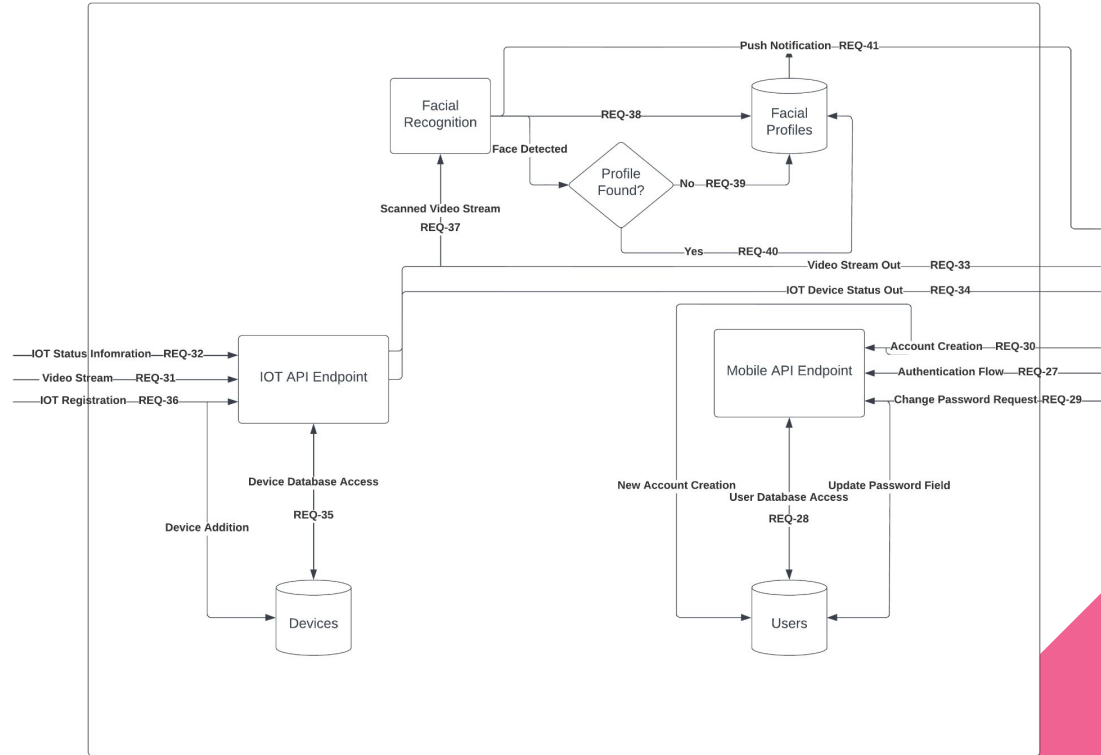 Push Notification REQ-41
Facial
Recognition
REQ-38
Facial
Profiles
Face Detected
Profile
Found?
No REQ-39
Scanned Video Stream
REQ-37
Yes REQ-40
Video Stream Out REQ-33
IOT Device Status Out REQ-34
IOT Status Infomration REQ-32
Video Stream REQ-31
IOT Registration REQ-36
IOT API Endpoint
Mobile API Endpoint
Account Creation REQ-30
Authentication Flow REQ-27
Change Password Request REQ-29
Device Database Access
REQ-35
Device Addition
New Account Creation
User Database Access
REQ-28
Update Password Field
Devices
Users